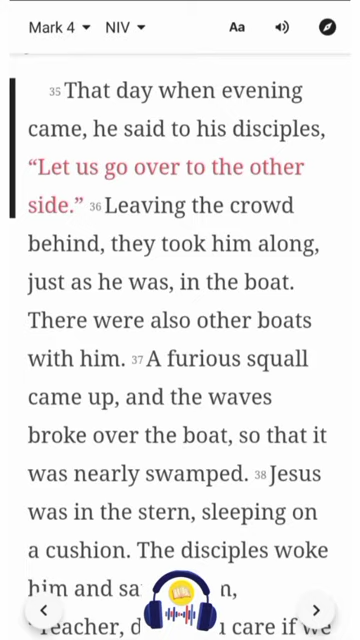 Mark 4 NIV Aa
35 That day when evening
came, he said to his disciples,
“Let us go over to the other
side.” 36 Leaving the crowd
behind, they took him along,
just as he was, in the boat.
There were also other boats
with him. 37 A furious squall
came up, and the waves
broke over the boat, so that it
was nearly swamped. 38 Jesus
was in the stern, sleeping on
a cushion. The disciples woke
him and
care if we